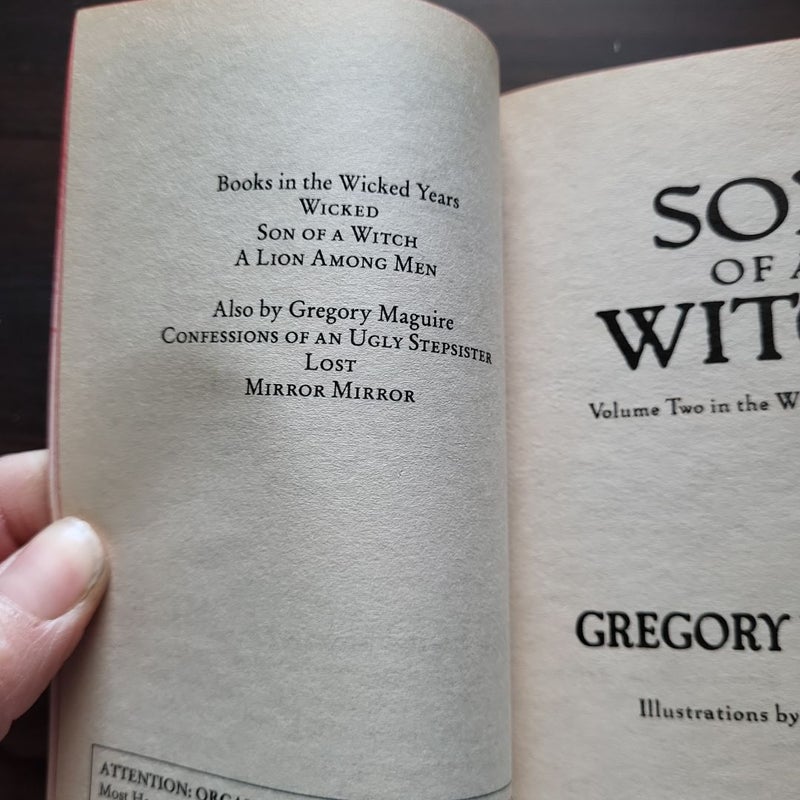 Books in the Wicked Years
WICKED
SON OF A WITCH
A LION AMONG MEN
Also by Gregory Maguire
CONFESSIONS OF AN UGLY STEPSISTER
LOST
MIRROR MIRROR
ATTENTION:
Most
SO
OF A
WIT
Volume Two in the W
GREGORY
Illustrations by